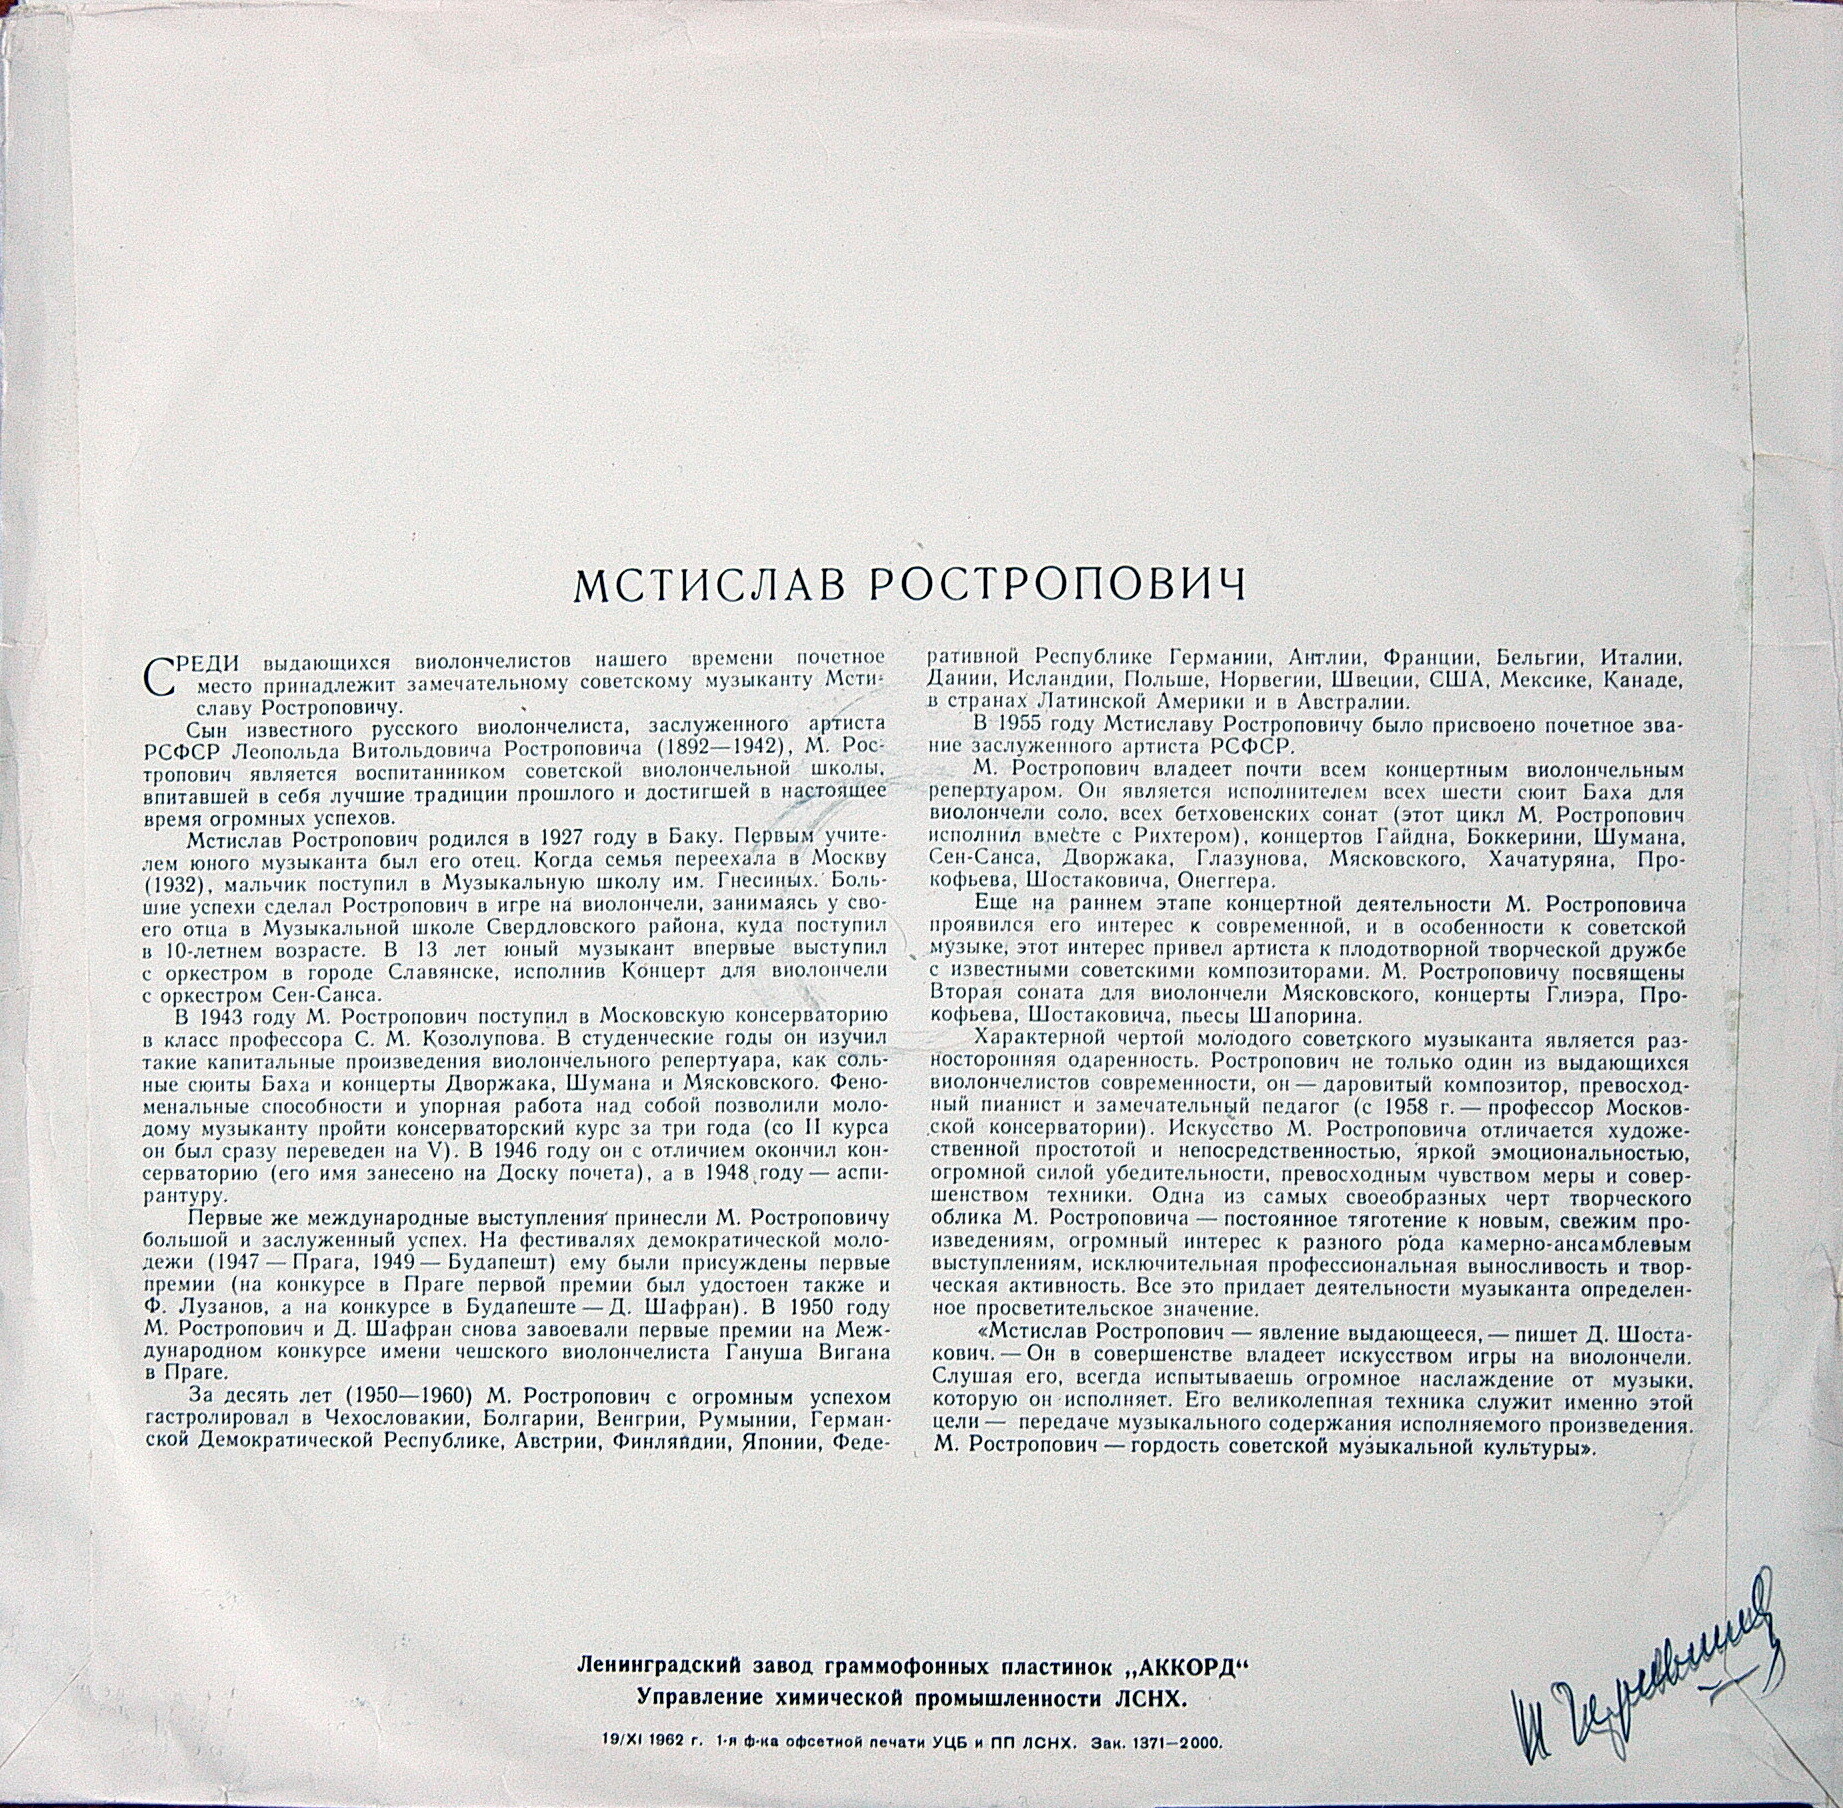 МСТИСЛАВ РОСТРОПОВИЧ
СРЕДИ выдающихся виолончелистов нашего времени почетное
место принадлежит замечательному советскому музыканту Мсти-
славу Ростроповичу.
Сын известного русского виолончелиста, заслуженного артиста
РСФСР Леопольда Витольдовича Ростроповича (1892—1942), М. Рос-
тропович является воспитанником советской виолончельной школы,
впитавшей в себя лучшие традиции прошлого и достигшей в настоящее
время огромных успехов.
Мстислав Ростропович родился в 1927 году в Баку. Первым учите-
лем юного музыканта был его отец. Когда семья переехала в Москву
(1932), мальчик поступил в Музыкальную школу им. Гнесиных. Боль-
шие успехи сделал Ростропович в игре на виолончели, занимаясь у сво-
его отца в Музыкальной школе Свердловского района, куда поступил
в 10-летнем возрасте. В 13 лет юный музыкант впервые выступил
с оркестром в городе Славянске, исполнив Концерт для виолончели
с оркестром Сен-Санса.
В 1943 году М. Ростропович поступил в Московскую консерваторию
в класс профессора С. М. Козолупова. В студенческие годы он изучил
такие капитальные произведения виолончельного репертуара, как соль-
ные сюиты Баха и концерты Дворжака, Шумана и Мясковского. Фено-
менальные способности и упорная работа над собой позволили моло-
дому музыканту пройти консерваторский курс за три года (со II курса
он был сразу переведен на V). В 1946 году он с отличием окончил кон-
серваторию (его имя занесено на Доску почета), а в 1948 году — аспи-
рантуру.
Первые же международные выступления принесли М. Ростроповичу
большой и заслуженный успех. На фестивалях демократической моло-
дежи (1947 — Прага, 1949 — Будапешт) ему были присуждены первые
премии (на конкурсе в Праге первой премии был удостоен также и
Ф. Лузанов, а на конкурсе в Будапеште — Д. Шафран). В 1950 году
М. Ростропович и Д. Шафран снова завоевали первые премии на Меж-
дународном конкурсе имени чешского виолончелиста Гануша Вигана
в Праге.
За десять лет (1950—1960) М. Ростропович с огромным успехом
гастролировал в Чехословакии, Болгарии, Венгрии, Румынии, Герман-
ской Демократической Республике, Австрии, Финляндии, Японии, Феде-
ративной Республике Германии, Англии, Франции, Бельгии, Италии,
Дании, Исландии, Польше, Норвегии, Швеции, США, Мексике, Канаде,
в странах Латинской Америки и в Австралии.
В 1955 году Мстиславу Ростроповичу было присвоено почетное зва-
ние заслуженного артиста РСФСР.
М. Ростропович владеет почти всем концертным виолончельным
репертуаром. Он является исполнителем всех шести сюит Баха для
виолончели соло, всех бетховенских сонат (этот цикл М. Ростропович
исполнил вместе с Рихтером), концертов Гайдна, Боккерини, Шумана,
Сен-Санса, Дворжака, Глазунова, Мясковского, Хачатуряна, Про-
кофьева, Шостаковича, Онеггера.
Еще на раннем этапе концертной деятельности М. Ростроповича
проявился его интерес к современной, и в особенности к советской
музыке, этот интерес привел артиста к плодотворной творческой дружбе
с известными советскими композиторами. М. Ростроповичу посвящены
Вторая соната для виолончели Мясковского, концерты Глиэра, Про-
кофьева, Шостаковича, пьесы Шапорина.
Характерной чертой молодого советского музыканта является раз-
носторонняя одаренность. Ростропович не только один из выдающихся
виолончелистов современности, он — даровитый композитор, превосход-
ный пианист и замечательный педагог (с 1958 г. — профессор Москов-
ской консерватории). Искусство М. Ростроповича отличается художе-
ственной простотой и непосредственностью, яркой эмоциональностью,
огромной силой убедительности, превосходным чувством меры и совер-
шенством техники. Одна из самых своеобразных черт творческого
облика М. Ростроповича — постоянное тяготение к новым, свежим про-
изведениям, огромный интерес к разного рода камерно-ансамблевым
выступлениям, исключительная профессиональная выносливость и твор-
ческая активность. Все это придает деятельности музыканта определен-
ное просветительское значение.
«Мстислав Ростропович — явление выдающееся, — пишет Д. Шоста-
кович. — Он в совершенстве владеет искусством игры на виолончели.
Слушая его, всегда испытываешь огромное наслаждение от музыки,
которую он исполняет. Его великолепная техника служит именно этой
цели — передаче музыкального содержания исполняемого произведения.
М. Ростропович — гордость советской музыкальной культуры».
Ленинградский завод граммофонных пластинок „АККОРД“
Управление химической промышленности ЛСНХ.
19/XI 1962 г. 1-я ф-ка офсетной печати УЦБ и ПП ЛСНХ. Зак. 1371—2000.